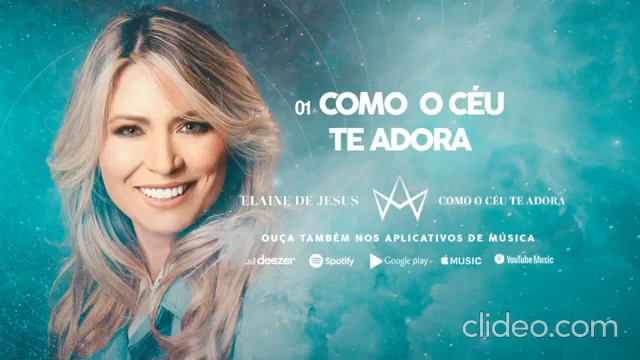 01 COMO O CÉU
TE ADORA
ELAINE DE JESUS COMO O CÉU TE ADORA
OUÇA TAMBÉM NOS APLICATIVOS DE MÚSICA
deezer Spotify Google play MUSIC YouTube Music
clideo.com